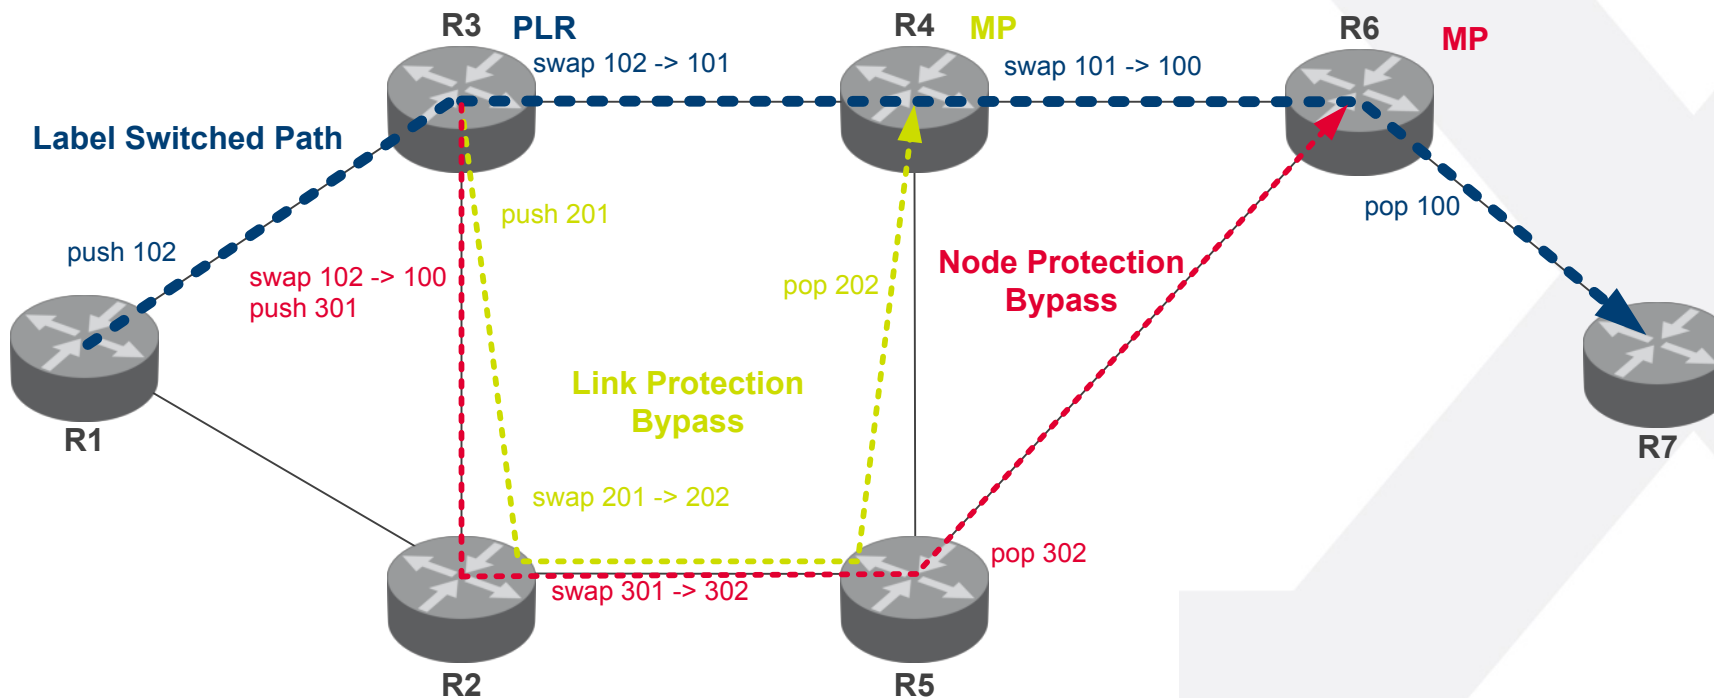 R3 PLR
R4 MP
R6 MP
swap 102 -> 101
swap 101 -> 100
Label Switched Path
push 102
push 201
pop 100
swap 102 -> 100
push 301
pop 202
Node Protection
Bypass
Link Protection
Bypass
R1
R7
swap 201 -> 202
pop 302
swap 301 -> 302
R2
R5